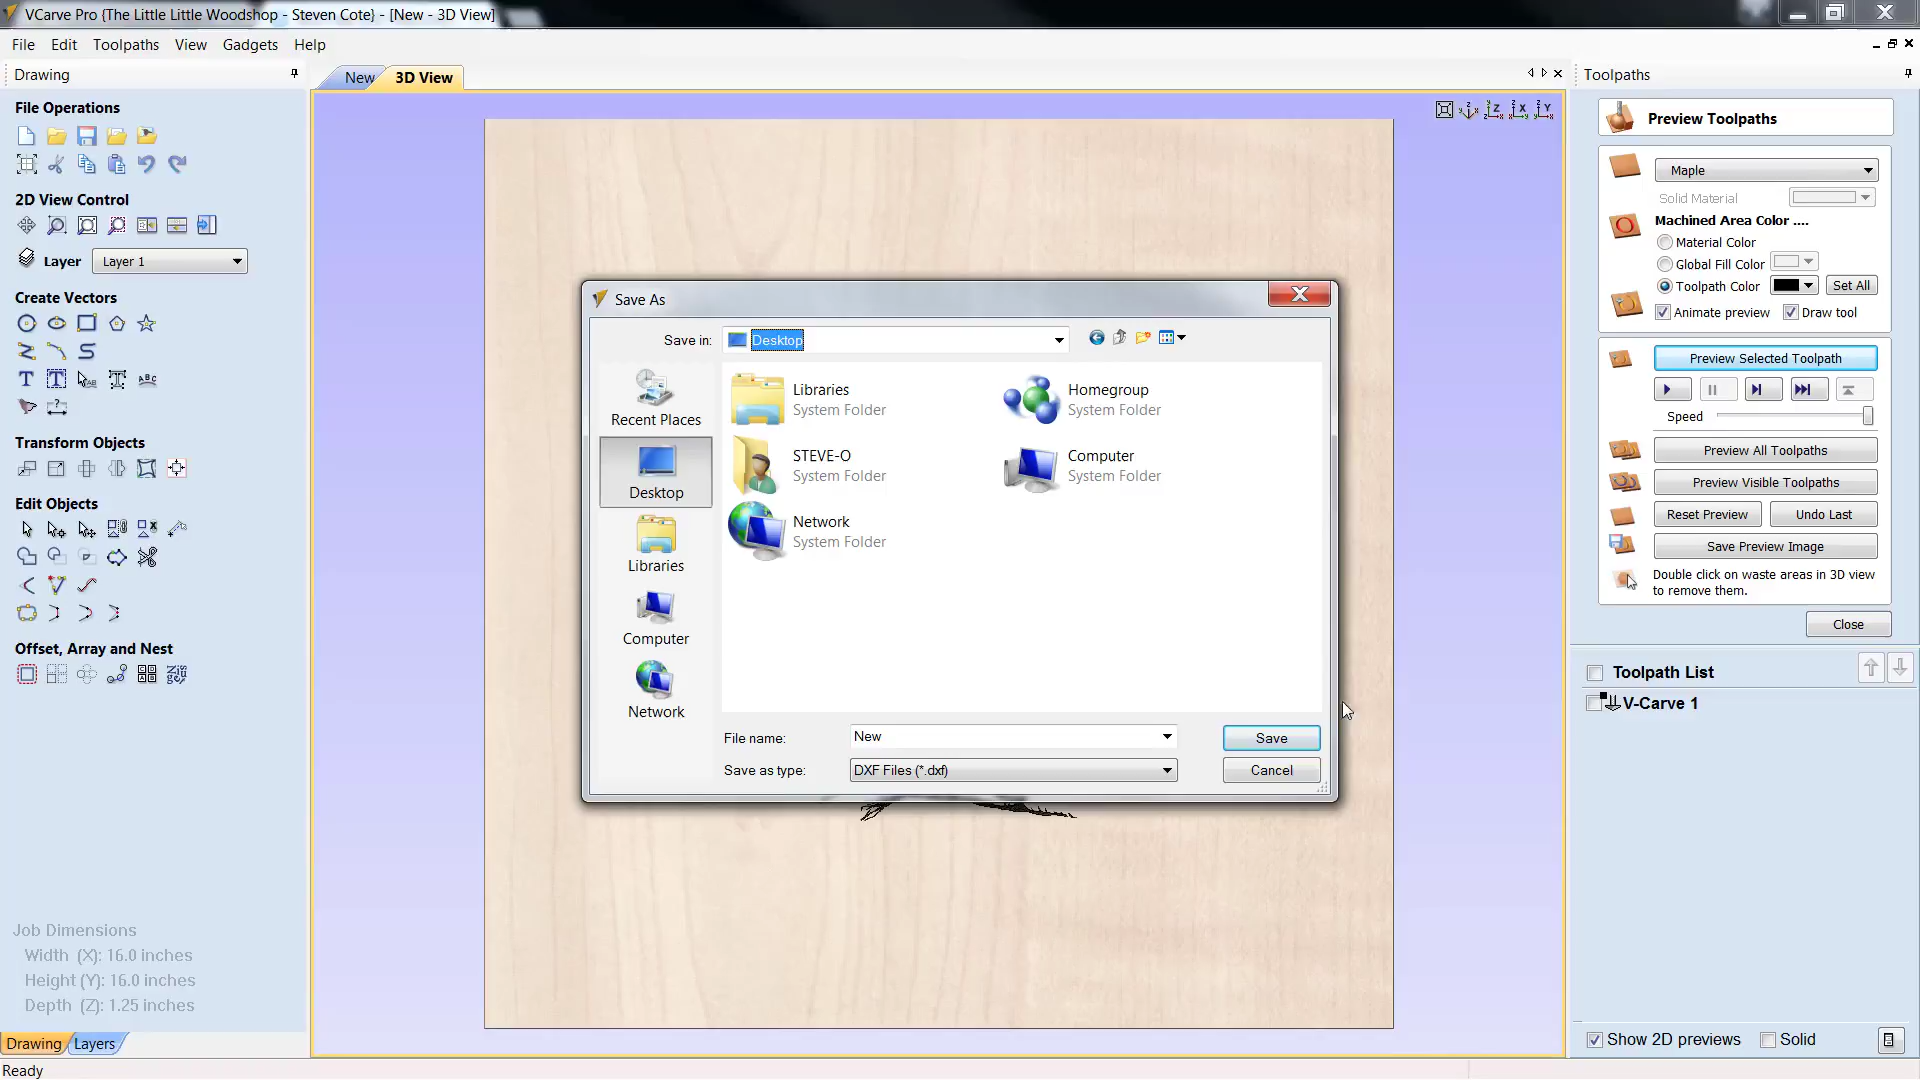 VCarve Pro {The Little Little Woodshop - Steven Cote} - [New - 3D View]
File Edit Toolpaths View Gadgets Help
Drawing
File Operations
2D View Control
Layer Layer 1
Create Vectors
Transform Objects
Edit Objects
Offset, Array and Nest
Job Dimensions
Width (X): 16.0 inches
Height (Y): 16.0 inches
Depth (Z): 1.25 inches
Drawing Layers
Ready
New 3D View
Save As
Save in: Desktop
Recent Places
Desktop
Libraries
Computer
Network
Libraries
System Folder
Homegroup
System Folder
STEVE-O
System Folder
Computer
System Folder
Network
System Folder
File name: New
Save
Save as type: DXF Files (*.dxf)
Cancel
Toolpaths
Preview Toolpaths
Maple
Solid Material
Machined Area Color ....
Material Color
Global Fill Color
Toolpath Color Set All
Animate preview Draw tool
Preview Selected Toolpath
Speed
Preview All Toolpaths
Preview Visible Toolpaths
Reset Preview Undo Last
Save Preview Image
Double click on waste areas in 3D view
to remove them.
Close
Toolpath List
V-Carve 1
Show 2D previews Solid